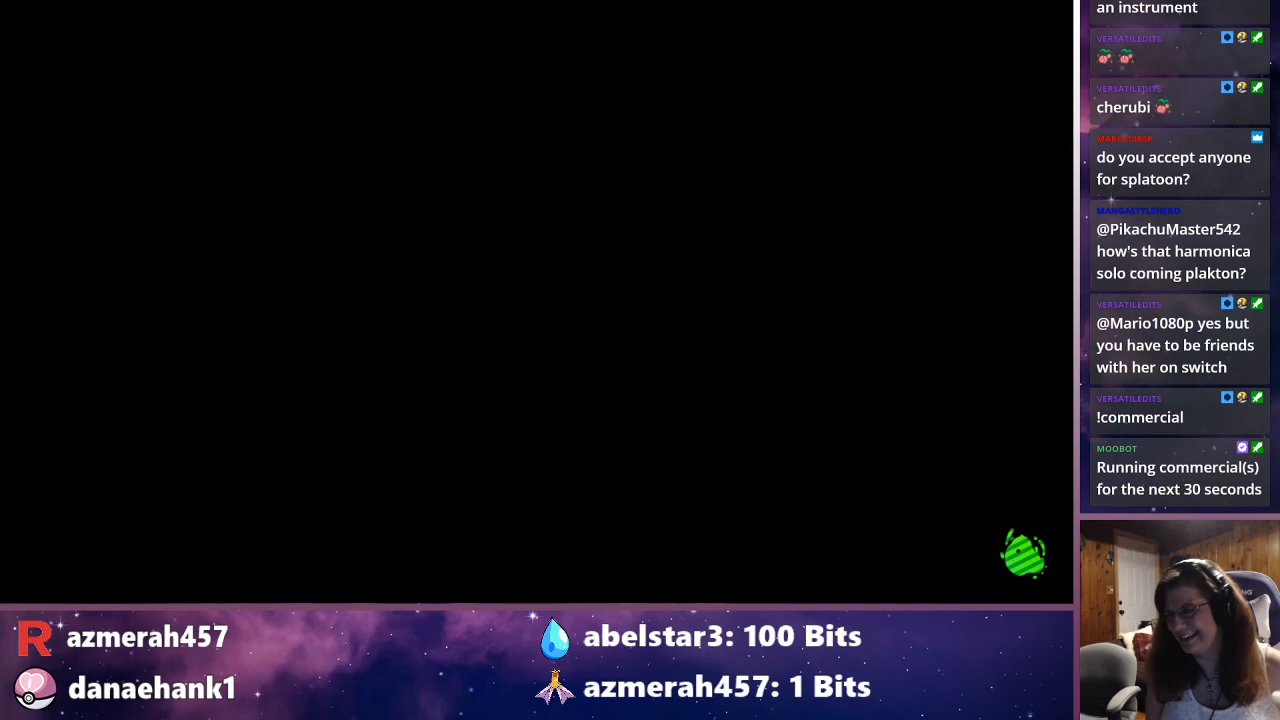 an instrument
VERSATILEDITS
VERSATILEDITS
cherubi
MARIO1080P
do you accept anyone
for splatoon?
MANGASTYLEHERO
@PikachuMaster542
how's that harmonica
solo coming plakton?
VERSATILEDITS
@Mario1080p yes but
you have to be friends
with her on switch
VERSATILEDITS
!commercial
MOOBOT
Running commercial(s)
for the next 30 seconds
R azmerah457
abelstar3: 100 Bits
danaehank1
azmerah457: 1 Bits